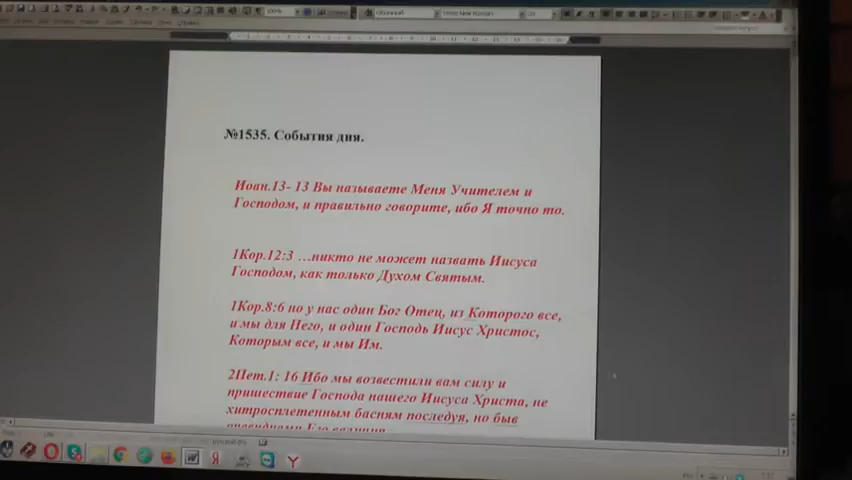 №1535. События дня.
Иоан.13- 13 Вы называете Меня Учителем и
Господом, и правильно говорите, ибо Я точно то.
1Кор.12:3 …никто не может назвать Иисуса
Господом, как только Духом Святым.
1Кор.8:6 но у нас один Бог Отец, из Которого все,
и мы для Него, и один Господь Иисус Христос,
Которым все, и мы Им.
2Пет.1: 16 Ибо мы возвестили вам силу и
пришествие Господа нашего Иисуса Христа, не
хитросплетенным басням последуя, но быв
очевидцами Его величия.